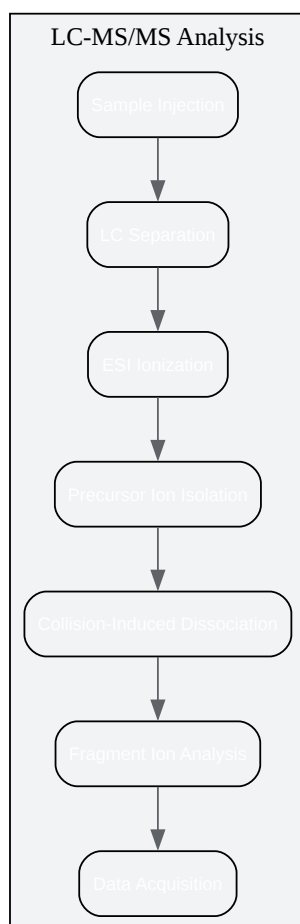 LC-MS/MS Analysis
Sample Injection
LC Separation
ESI Ionization
Precursor Ion Isolation
Collision-Induced Dissociation
Fragment Ion Analysis
Data Acquisition